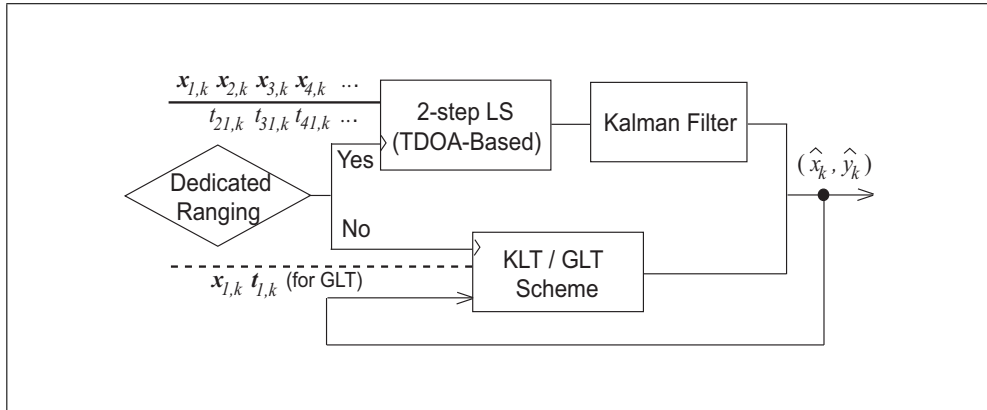 x1,k x2,k x3,k x4,k ...
t21,k t31,k t41,k ...
2-step LS
(TDOA-Based)
Kalman Filter
Yes
(x̂k , ŷk)
Dedicated
Ranging
No
KLT / GLT
Scheme
x1,k t1,k (for GLT)